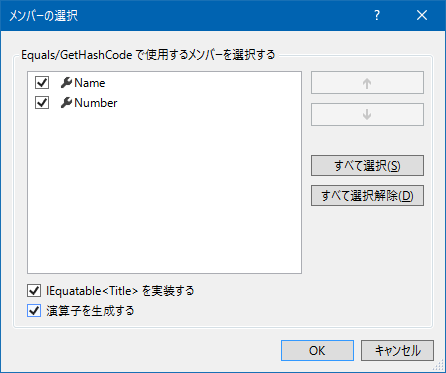 メンバーの選択
Equals/GetHashCode で使用するメンバーを選択する
Name
Number
すべて選択(S)
すべて選択解除(D)
IEquatable<Title> を実装する
演算子を生成する
OK
キャンセル